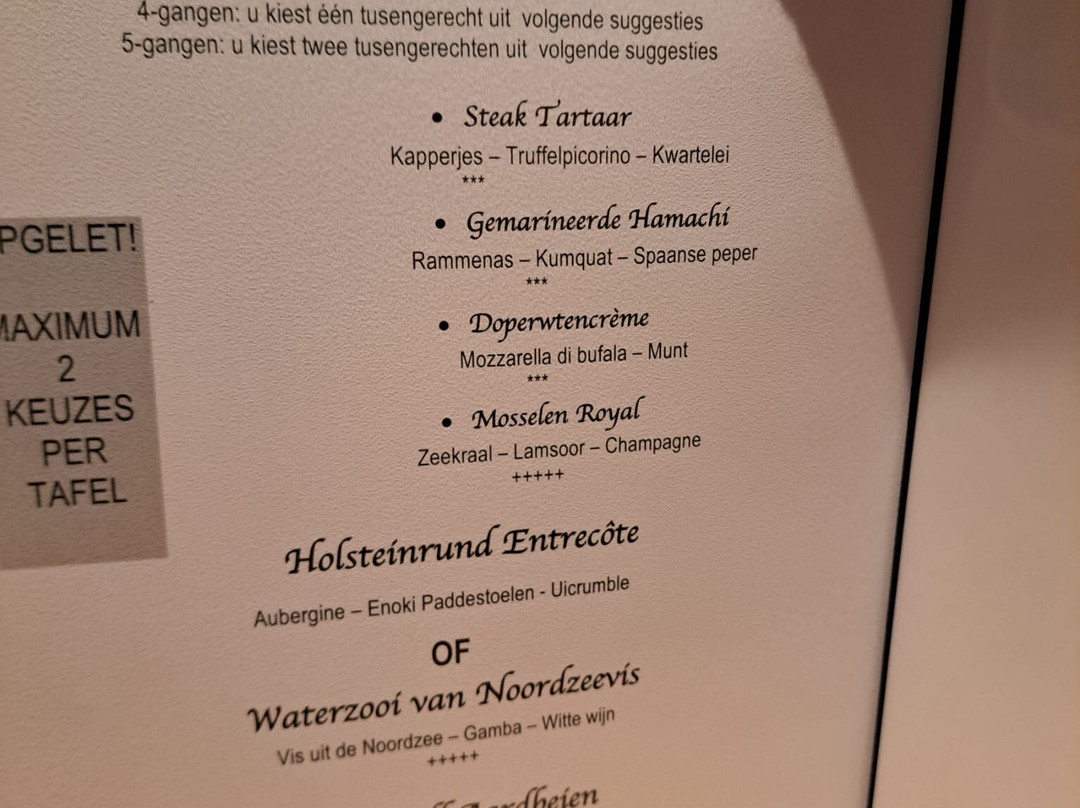 4-gangen: u kiest één tusengerecht uit volgende suggesties
5-gangen: u kiest twee tusengerechten uit volgende suggesties
• Steak Tartaar
Kapperjes – Truffelpicorino – Kwartelei
***
• Gemarineerde Hamachi
Rammenas – Kumquat – Spaanse peper
***
• Doperwtencrème
Mozzarella di bufala – Munt
***
• Mosselen Royal
Zeekraal – Lamsoor – Champagne
+++++
PGELET!
MAXIMUM
2
KEUZES
PER
TAFEL
Holsteinrund Entrecôte
Aubergine – Enoki Paddestoelen - Uicrumble
OF
Waterzooi van Noordzeevis
Vis uit de Noordzee – Gamba – Witte wijn
+++++